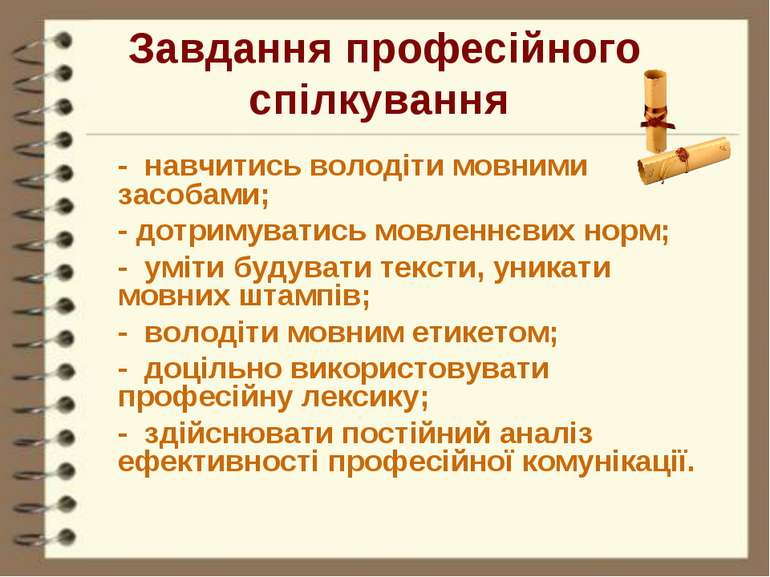 Завдання професійного
спілкування
- навчитись володіти мовними
засобами;
- дотримуватись мовленнєвих норм;
- уміти будувати тексти, уникати
мовних штампів;
- володіти мовним етикетом;
- доцільно використовувати
професійну лексику;
- здійснювати постійний аналіз
ефективності професійної комунікації.